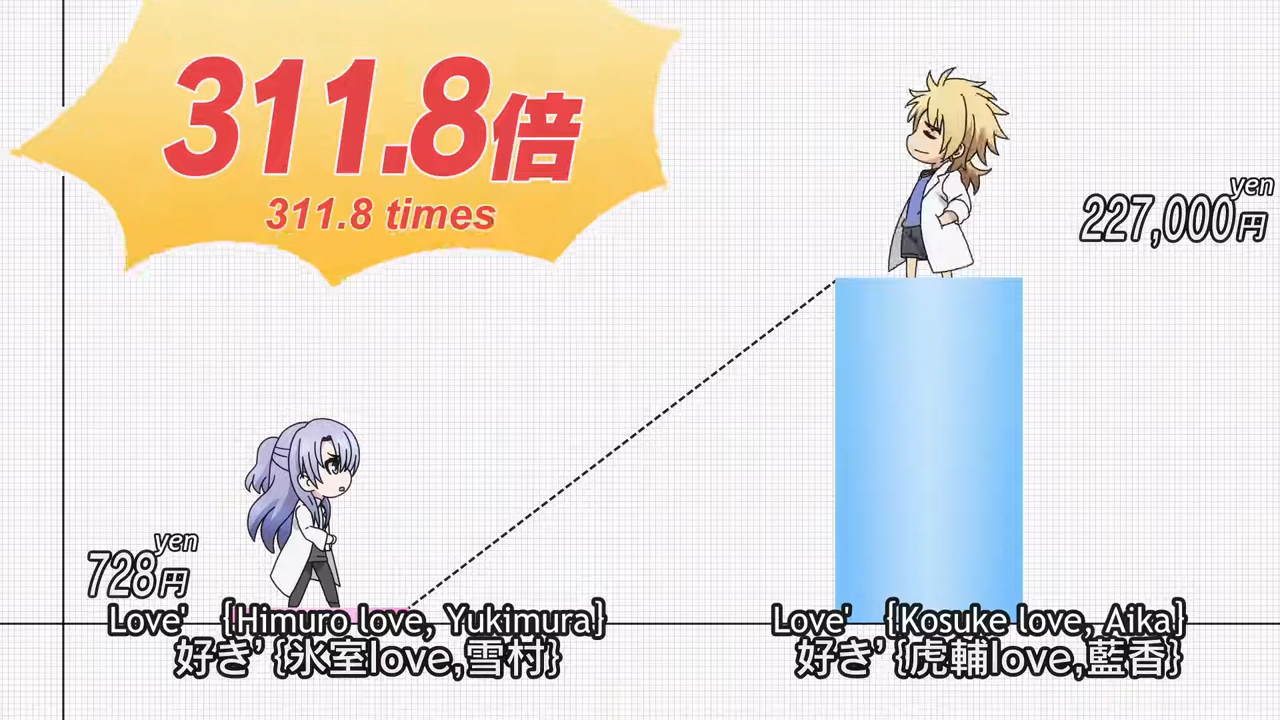 311.8倍
311.8 times
yen
227,000円
yen
728円
Love' {Himuro love, Yukimura}
好き'{氷室love,雪村}
Love' {Kosuke love, Aika}
好き'{虎輔love,藍香}